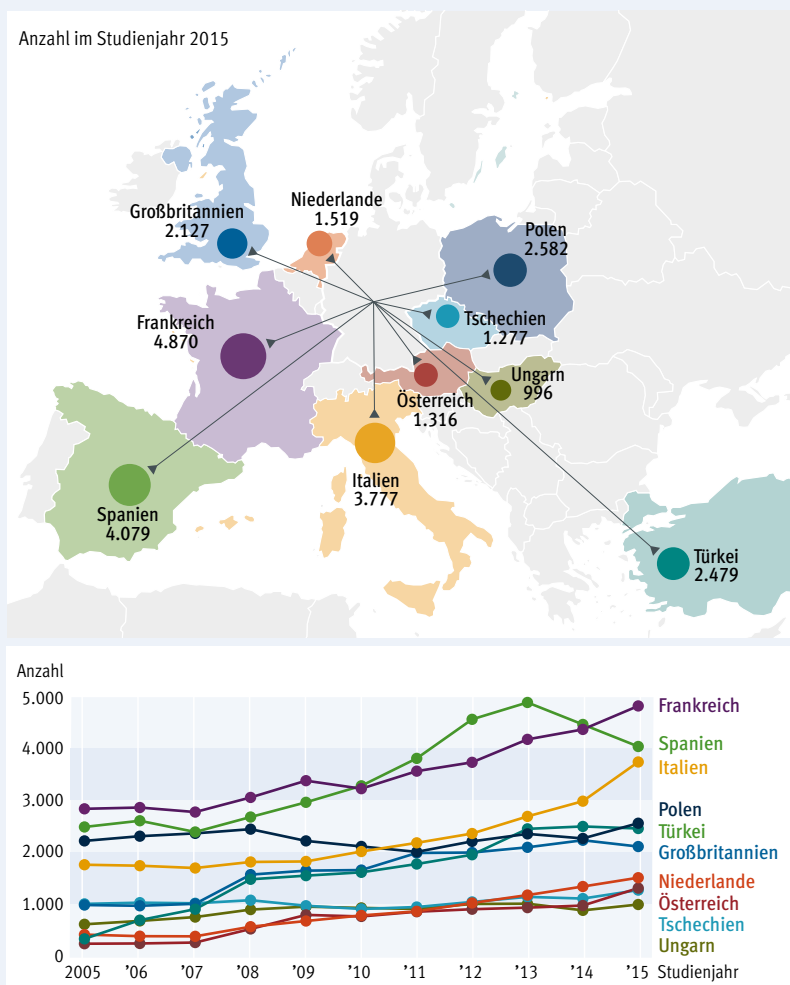 Anzahl im Studienjahr 2015
Niederlande
1.519
Großbritannien
2.127
Polen
2.582
Frankreich
4.870
Tschechien
1.277
Ungarn
996
Österreich
1.316
Italien
3.777
Spanien
4.079
Türkei
2.479
Anzahl
5.000
4.000
3.000
2.000
1.000
0
Frankreich
Spanien
Italien
Polen
Türkei
Großbritannien
Niederlande
Österreich
Tschechien
Ungarn
2005 ’06 ’07 ’08 ’09 ’10 ’11 ’12 ’13 ’14 ’15 Studienjahr